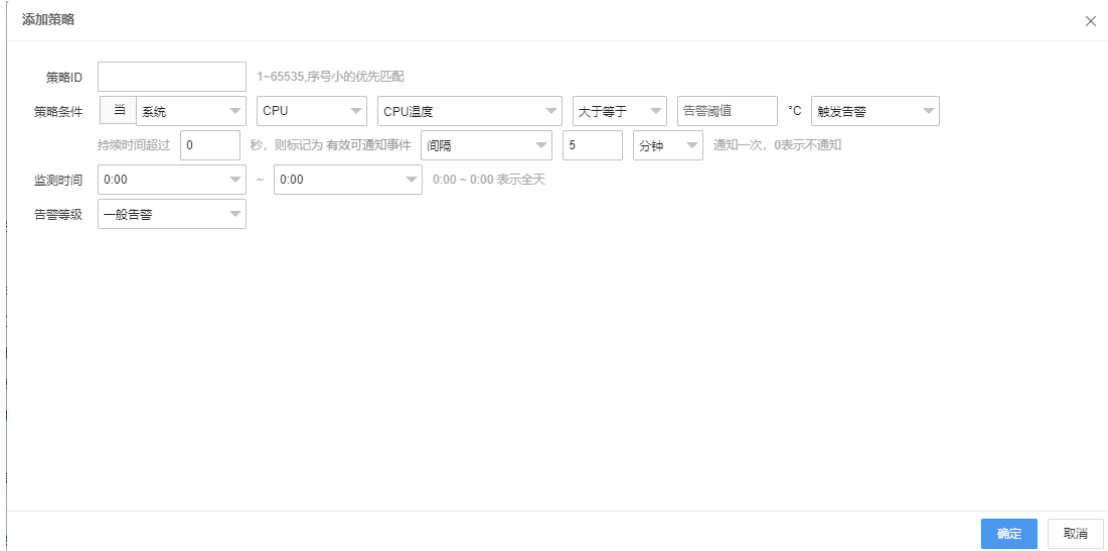 添加策略
策略ID 1~65535,序号小的优先匹配
策略条件 当 系统 CPU CPU温度 大于等于 告警阈值 °C 触发告警
持续时间超过 0 秒，则标记为 有效可通知事件 间隔 5 分钟 通知一次，0表示不通知
监测时间 0:00 ~ 0:00 0:00 ~ 0:00 表示全天
告警等级 一般告警
确定 取消